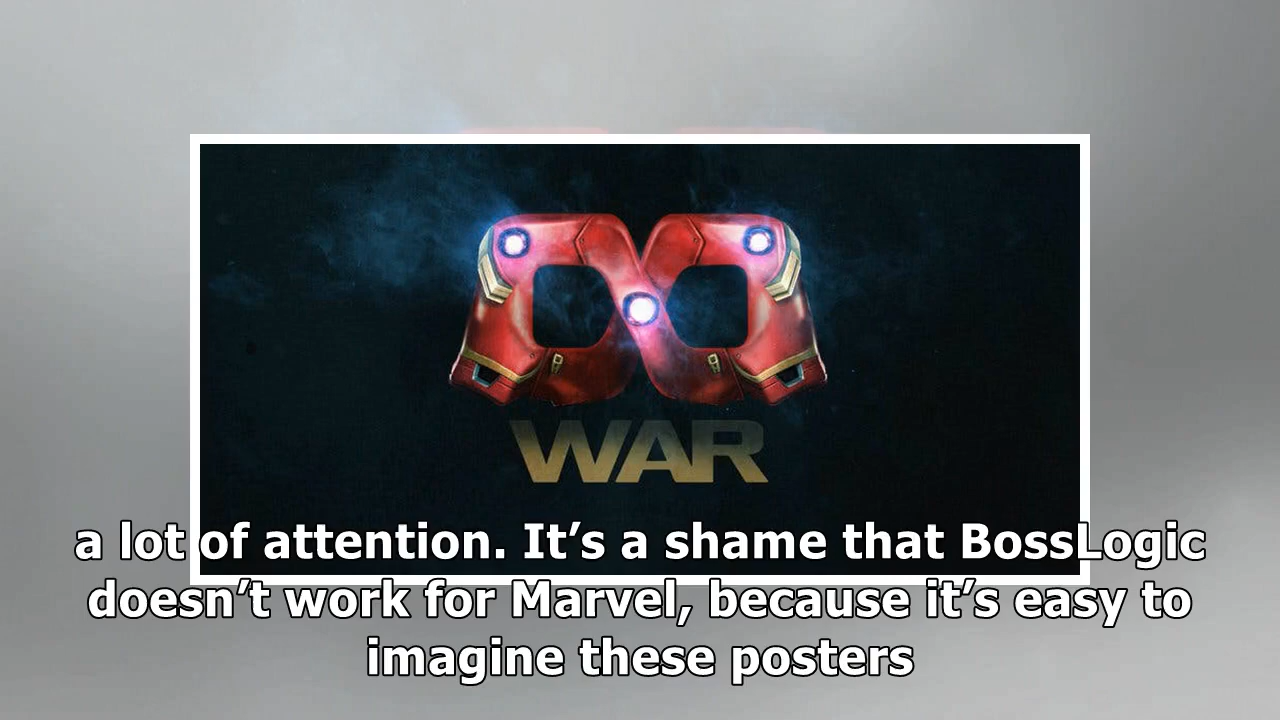 WAR
a lot of attention. It’s a shame that BossLogic
doesn’t work for Marvel, because it’s easy to
imagine these posters